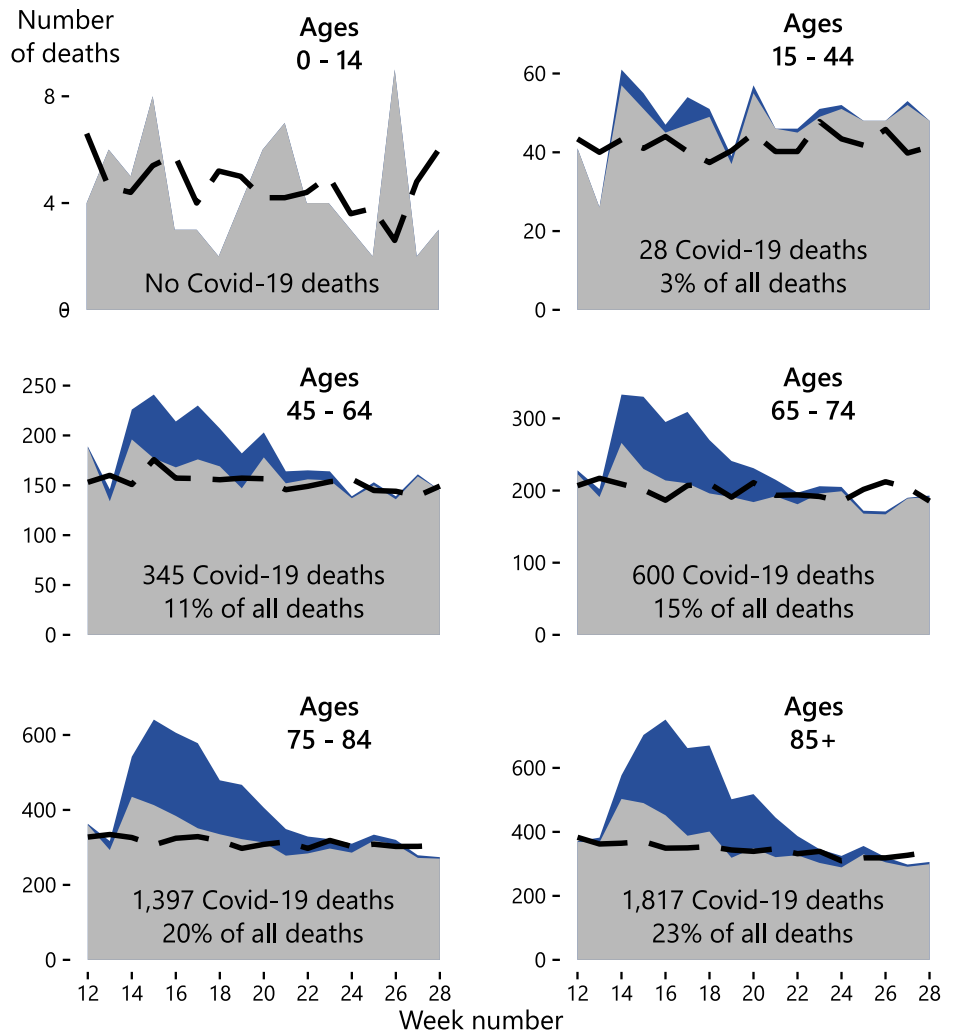 Number
of deaths
Ages
0 - 14
8
4
0
No Covid-19 deaths
Ages
15 - 44
60
40
20
0
28 Covid-19 deaths
3% of all deaths
Ages
45 - 64
250
200
150
100
50
0
345 Covid-19 deaths
11% of all deaths
Ages
65 - 74
300
200
100
0
600 Covid-19 deaths
15% of all deaths
Ages
75 - 84
600
400
200
0
1,397 Covid-19 deaths
20% of all deaths
12 14 16 18 20 22 24 26 28
Ages
85+
600
400
200
0
1,817 Covid-19 deaths
23% of all deaths
12 14 16 18 20 22 24 26 28
Week number